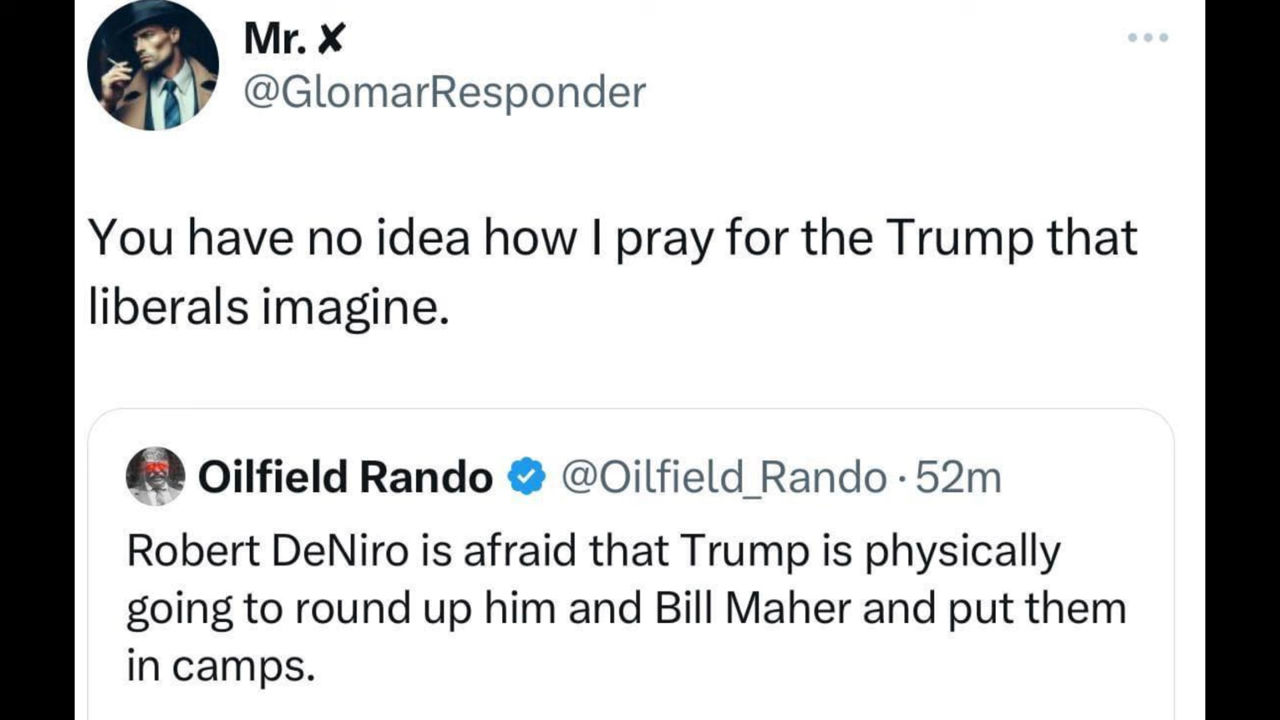 Mr. ✘
@GlomarResponder
You have no idea how I pray for the Trump that
liberals imagine.
Oilfield Rando @Oilfield_Rando · 52m
Robert DeNiro is afraid that Trump is physically
going to round up him and Bill Maher and put them
in camps.